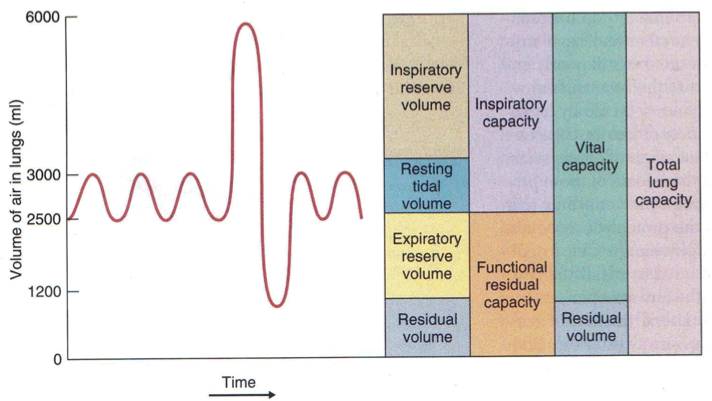 6000
3000
2500
1200
0
Volume of air in lungs (ml)
Time
Inspiratory
reserve
volume
Resting
tidal
volume
Expiratory
reserve
volume
Residual
volume
Inspiratory
capacity
Functional
residual
capacity
Vital
capacity
Residual
volume
Total
lung
capacity